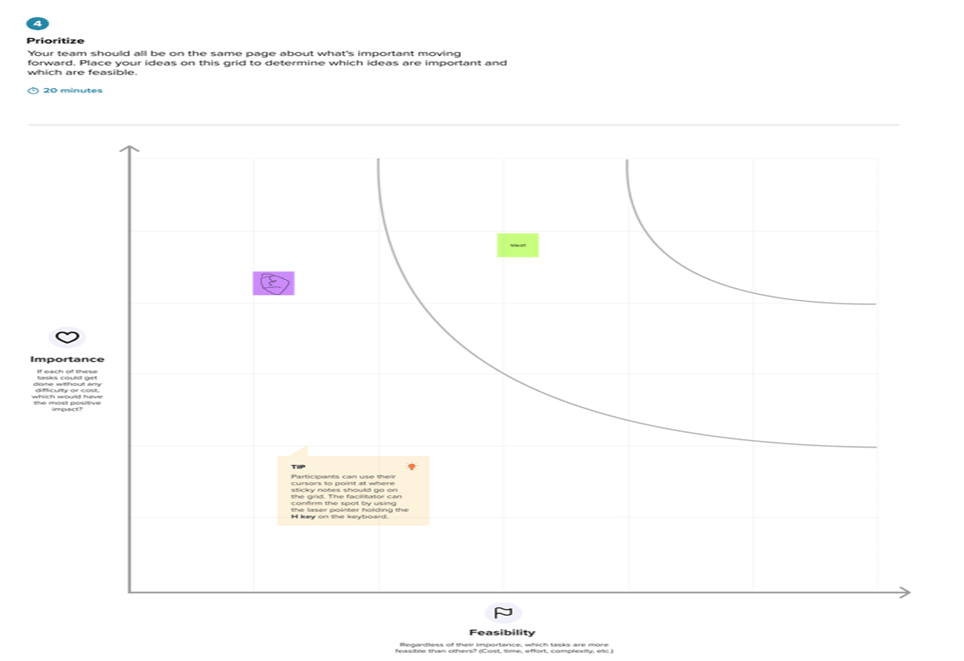 4
Prioritize
Your team should all be on the same page about what's important moving
forward. Place your ideas on this grid to determine which ideas are important and
which are feasible.
20 minutes
Importance
If each of these
tasks could get
done without any
difficulty or cost,
which would have
the most positive
impact?
TIP
Participants can use their
cursors to point at where
sticky notes should go on
the grid. The facilitator can
confirm the spot by using
the laser pointer holding the
H key on the keyboard.
Feasibility
Regardless of their importance, which tasks are more
feasible than others? (Cost, time, effort, complexity, etc.)